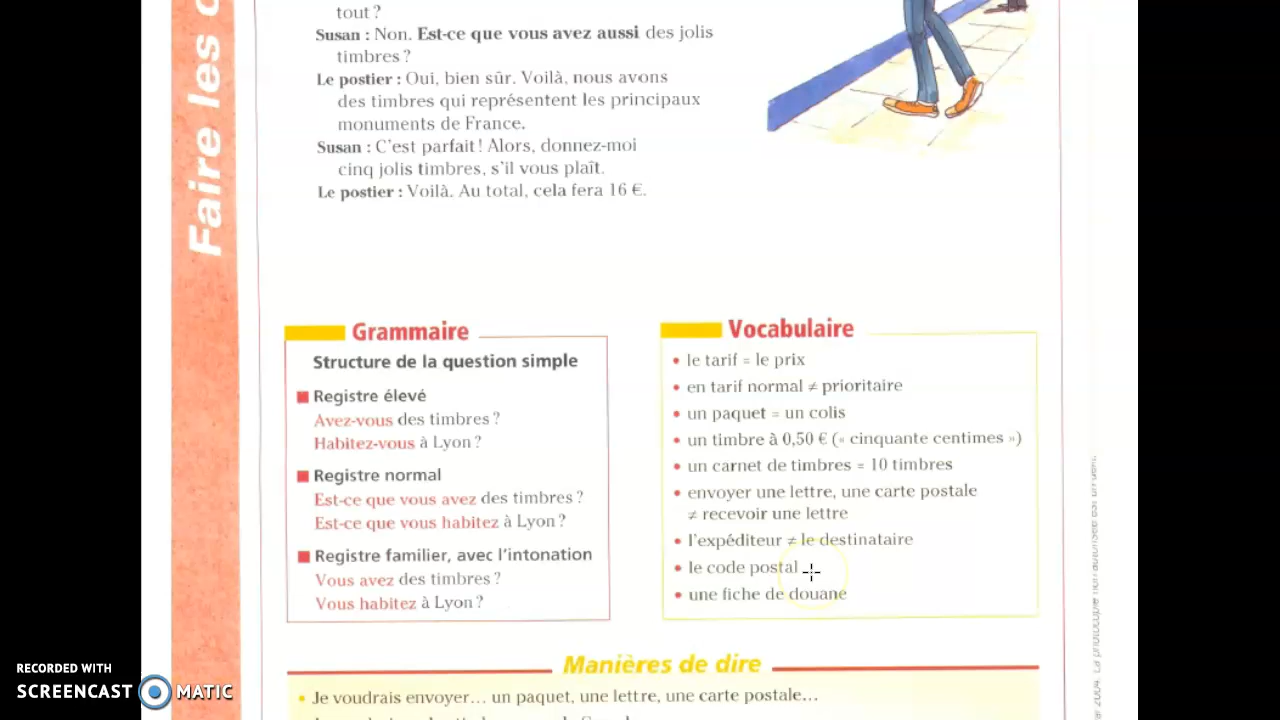 Faire les
tout ?
Susan : Non. Est-ce que vous avez aussi des jolis
timbres ?
Le postier : Oui, bien sûr. Voilà, nous avons
des timbres qui représentent les principaux
monuments de France.
Susan : C'est parfait ! Alors, donnez-moi
cinq jolis timbres, s'il vous plaît.
Le postier : Voilà. Au total, cela fera 16 €.
Grammaire
Structure de la question simple
Registre élevé
Avez-vous des timbres ?
Habitez-vous à Lyon ?
Registre normal
Est-ce que vous avez des timbres ?
Est-ce que vous habitez à Lyon ?
Registre familier, avec l'intonation
Vous avez des timbres ?
Vous habitez à Lyon ?
Vocabulaire
• le tarif = le prix
• en tarif normal ≠ prioritaire
• un paquet = un colis
• un timbre à 0,50 € (« cinquante centimes »)
• un carnet de timbres = 10 timbres
• envoyer une lettre, une carte postale
≠ recevoir une lettre
• l'expéditeur ≠ le destinataire
• le code postal
• une fiche de douane
Manières de dire
• Je voudrais envoyer… un paquet, une lettre, une carte postale…
RECORDED WITH
SCREENCAST MATIC